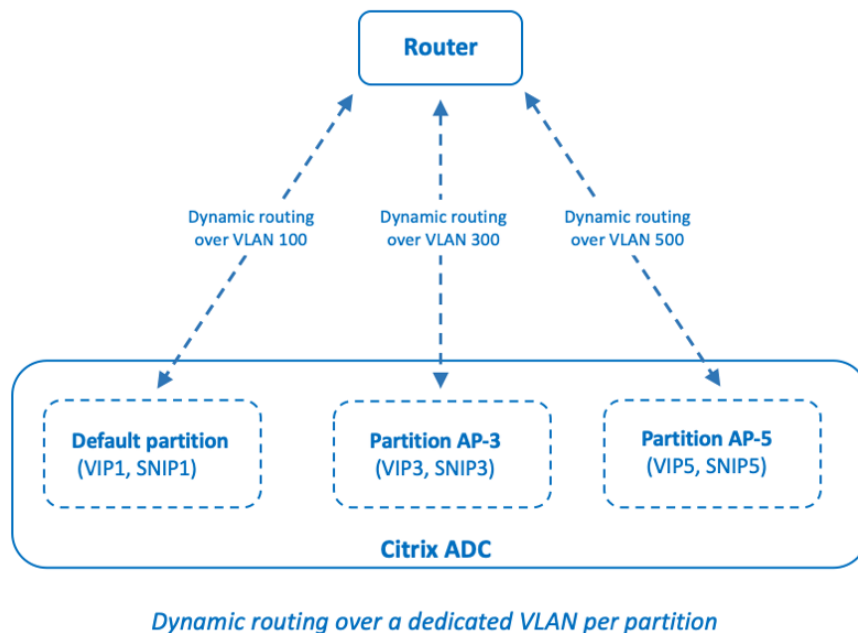 Router
Dynamic routing
over VLAN 100
Dynamic routing
over VLAN 300
Dynamic routing
over VLAN 500
Default partition
(VIP1, SNIP1)
Partition AP-3
(VIP3, SNIP3)
Partition AP-5
(VIP5, SNIP5)
Citrix ADC
Dynamic routing over a dedicated VLAN per partition